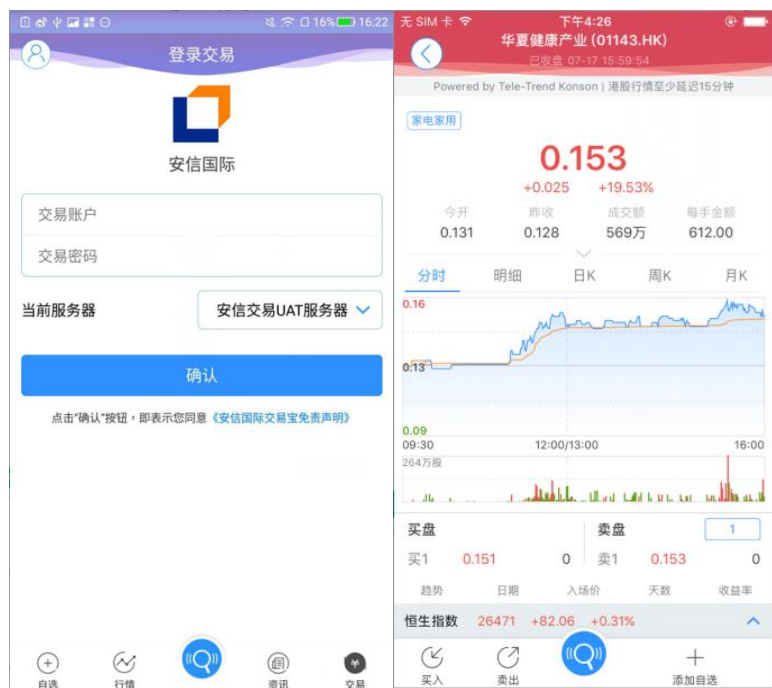 16% 16:22
登录交易
安信国际
交易账户
交易密码
当前服务器
安信交易UAT服务器
确认
点击"确认"按钮，即表示您同意《安信国际交易宝免责声明》
自选
行情
资讯
交易
无 SIM 卡
下午4:26
华夏健康产业 (01143.HK)
已收盘 07-17 15:59:54
Powered by Tele-Trend Konson | 港股行情至少延迟15分钟
家电家用
0.153
+0.025 +19.53%
今开 昨收 成交额 每手金额
0.131 0.128 569万 612.00
分时 明细 日K 周K 月K
0.16
0.13
0.09
09:30 12:00/13:00 16:00
264万股
买盘 卖盘 1
买1 0.151 0 卖1 0.153 0
趋势 日期 入场价 天数 收益率
恒生指数 26471 +82.06 +0.31%
买入 卖出 添加自选